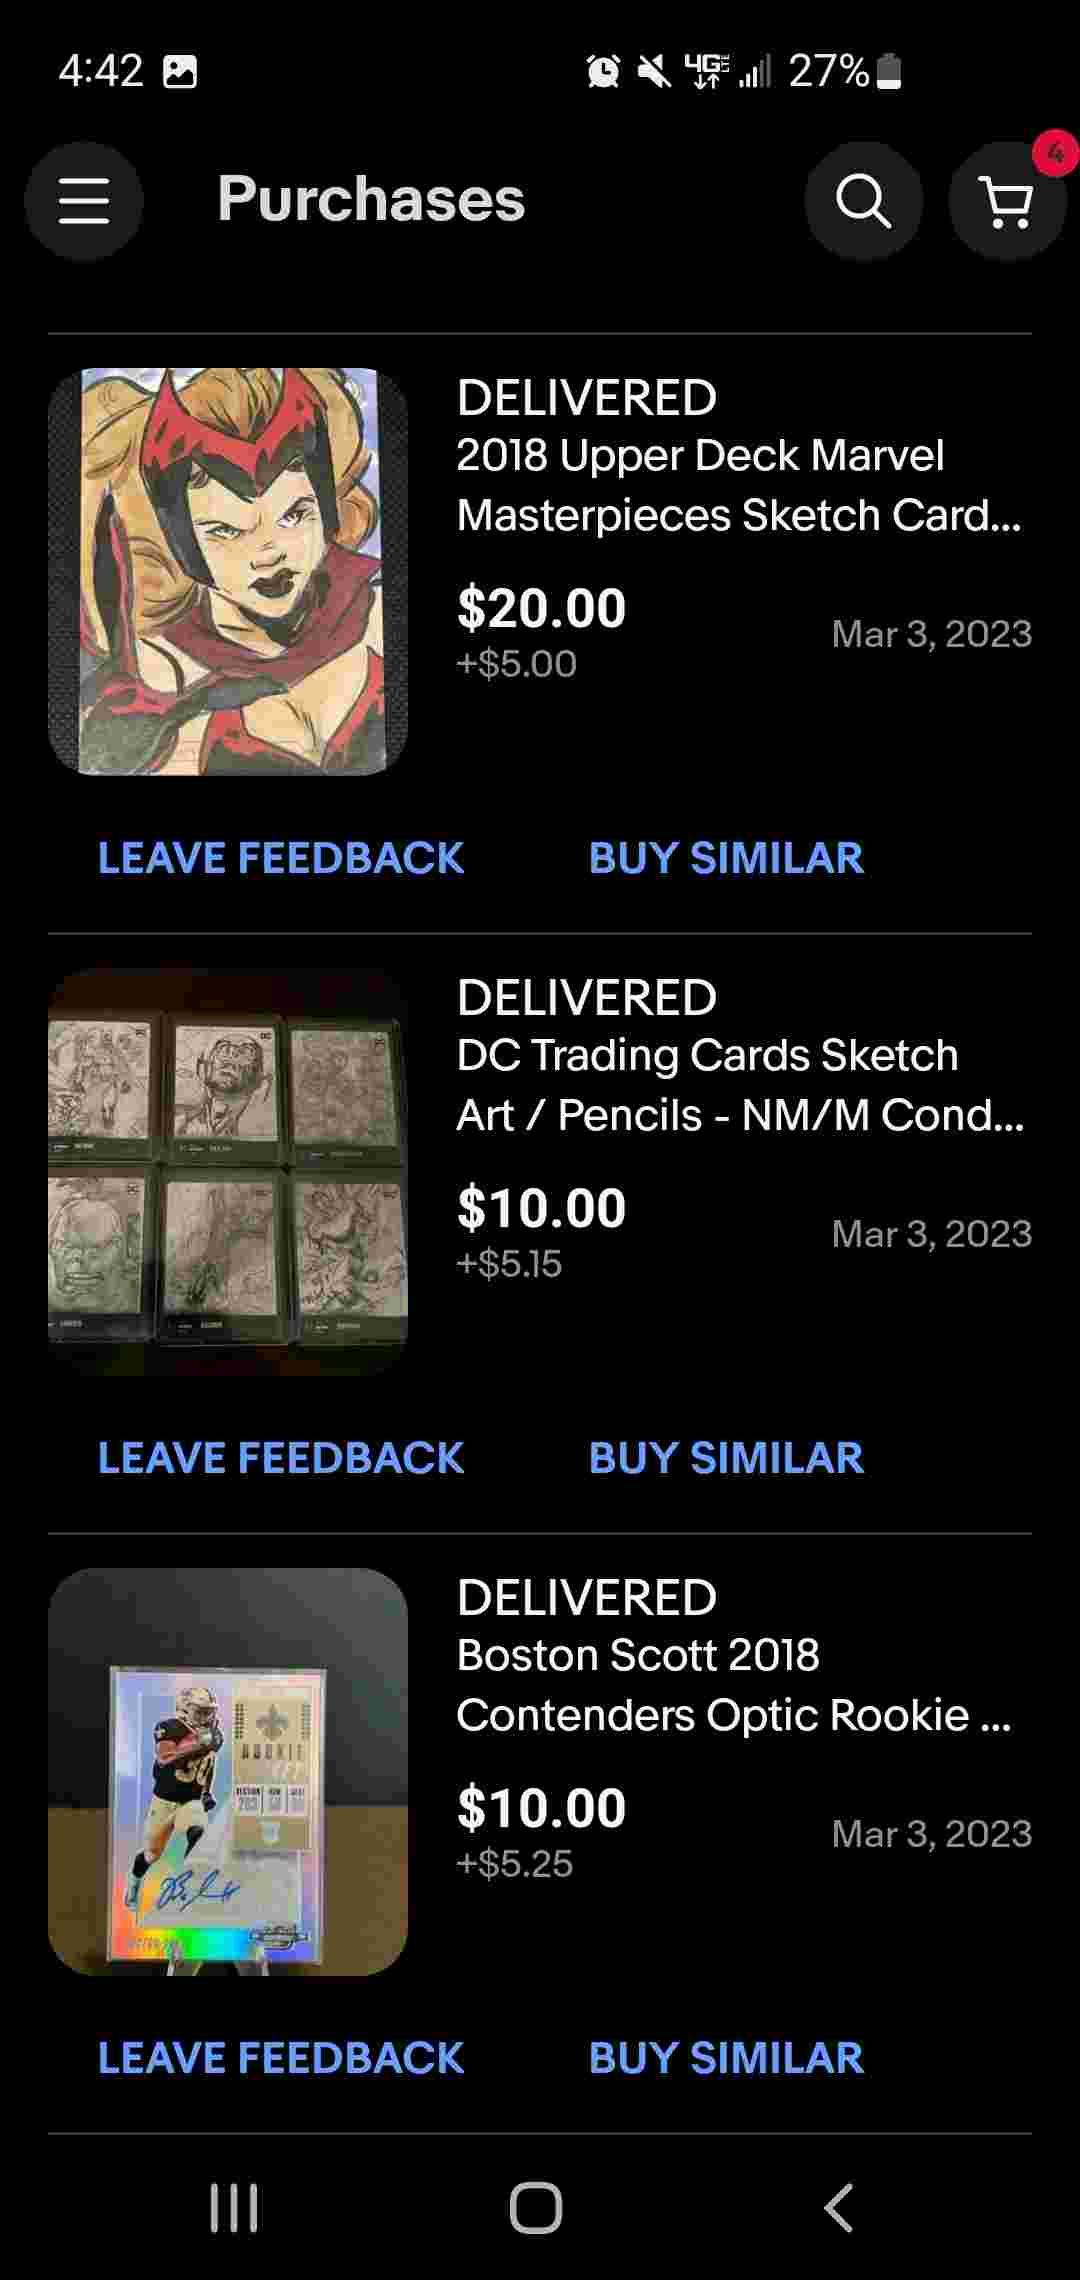 4:42
4G LTE
27%
Purchases
4
DELIVERED
2018 Upper Deck Marvel
Masterpieces Sketch Card...
$20.00
+$5.00
Mar 3, 2023
LEAVE FEEDBACK
BUY SIMILAR
DELIVERED
DC Trading Cards Sketch
Art / Pencils - NM/M Cond...
$10.00
+$5.15
Mar 3, 2023
LEAVE FEEDBACK
BUY SIMILAR
DELIVERED
Boston Scott 2018
Contenders Optic Rookie ...
$10.00
+$5.25
Mar 3, 2023
ROOKIE
LEAVE FEEDBACK
BUY SIMILAR